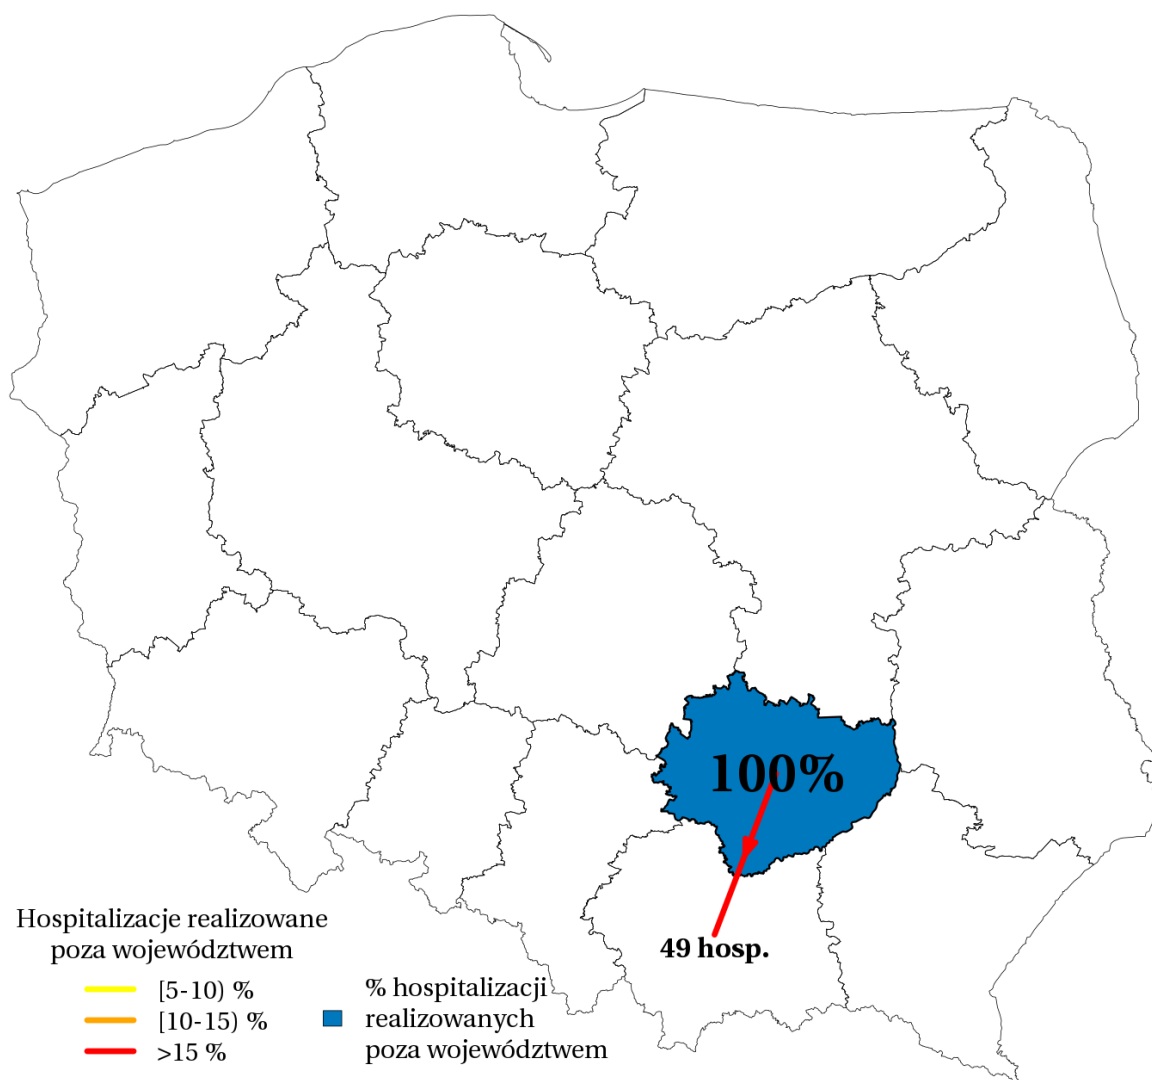 100%
49 hosp.
Hospitalizacje realizowane
poza województwem
[5-10) %
[10-15) %
>15 %
% hospitalizacji
realizowanych
poza województwem